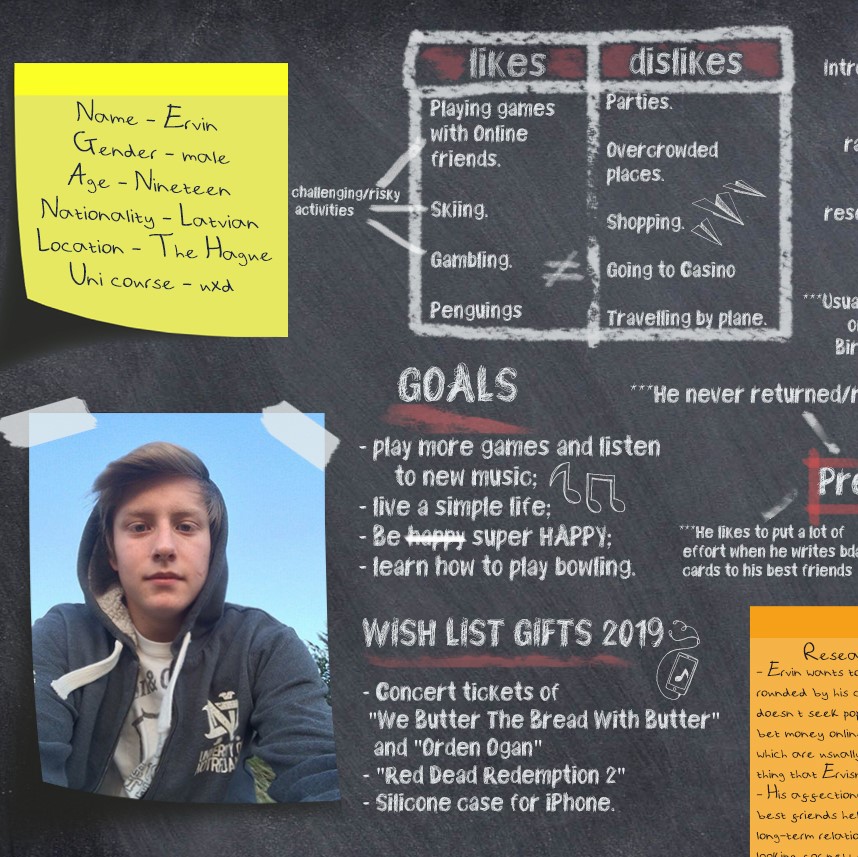 Name - Ervin
Gender - male
Age - Nineteen
Nationality - Latvian
Location - The Hague
Uni course - uxd
challenging/risky
activities
likes
Playing games
with Online
friends.
Skiing.
Gambling.
Penguings
≠
dislikes
Parties.
Overcrowded
places.
Shopping.
Going to Casino
Travelling by plane.
***He never returned/r
GOALS
- play more games and listen
to new music;
- live a simple life;
- Be happy super HAPPY;
- learn how to play bowling.
***He likes to put a lot of
effort when he writes bda
cards to his best friends
WISH LIST GIFTS 2019
- Concert tickets of
"We Butter The Bread With Butter"
and "Orden Ogan"
- "Red Dead Redemption 2"
- Silicone case for iPhone.
Intro
ra
rese
***Usua
o
Bir
Pre
Resea
- Ervin wants to
rounded by his c
doesn t seek pop
bet money onlin
which are usually
thing that Ervis
- His affection
best friends hel
long-term relatio